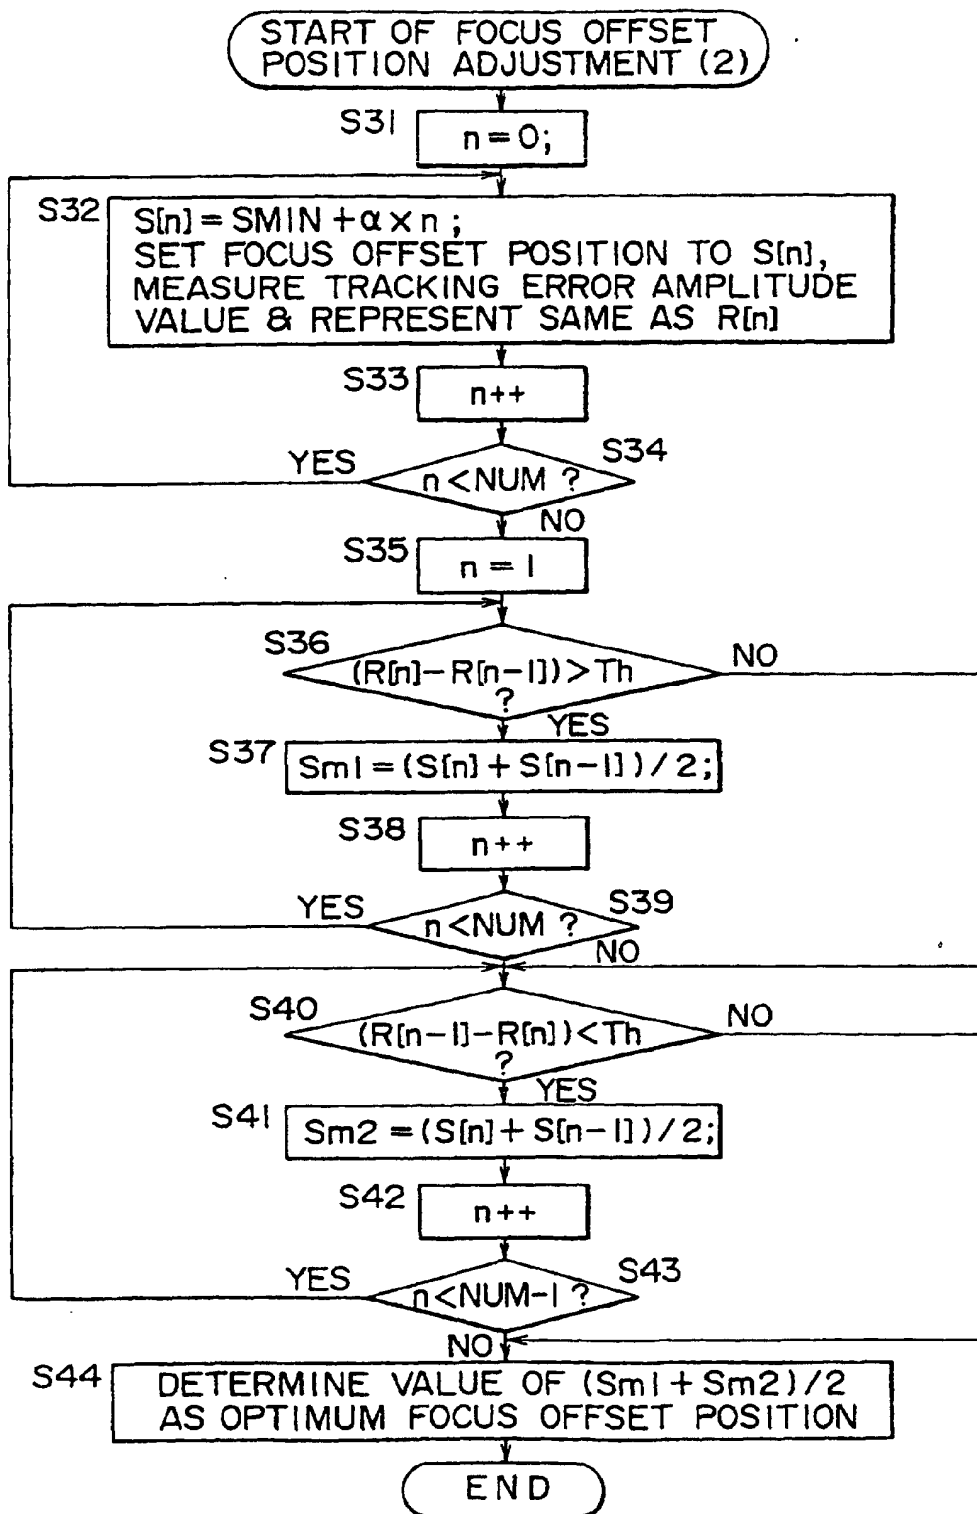 START OF FOCUS OFFSET
POSITION ADJUSTMENT (2)
S31
n=0;
S32
S[n]=SMIN+α×n;
SET FOCUS OFFSET POSITION TO S[n],
MEASURE TRACKING ERROR AMPLITUDE
VALUE & REPRESENT SAME AS R[n]
S33
n++
S34
YES
n<NUM ?
NO
S35
n=1
S36
(R[n]-R[n-1])>Th
?
NO
YES
S37
Sm1=(S[n]+S[n-1])/2;
S38
n++
YES
S39
n<NUM ?
NO
S40
(R[n-1]-R[n])<Th
?
NO
YES
S41
Sm2=(S[n]+S[n-1])/2;
S42
n++
YES
S43
n<NUM-1 ?
NO
S44
DETERMINE VALUE OF (Sm1+Sm2)/2
AS OPTIMUM FOCUS OFFSET POSITION
END